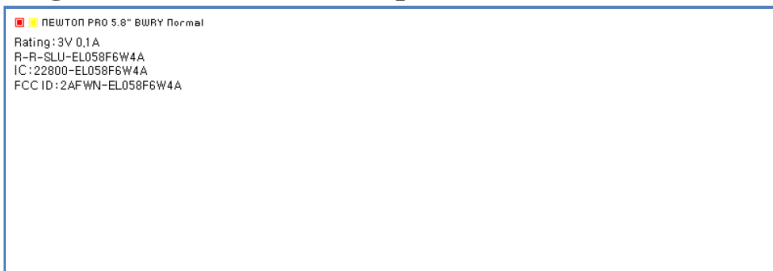 NEWTON PRO 5.8" BWRY Normal
Rating: 3V 0.1A
R-R-SLU-EL058F6W4A
IC: 22800-EL058F6W4A
FCC ID: 2AFWN-EL058F6W4A